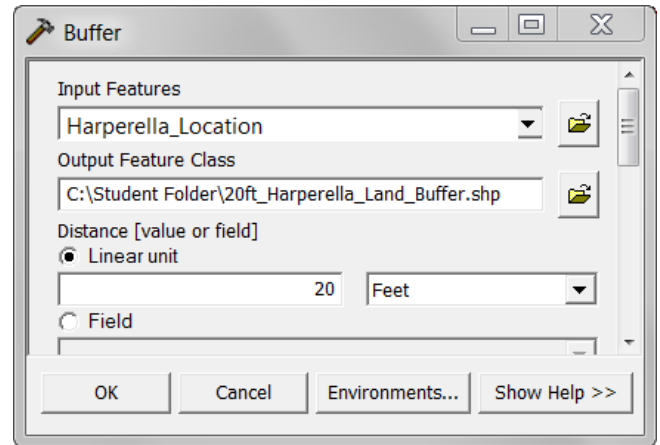 Buffer
Input Features
Harperella_Location
Output Feature Class
C:\Student Folder\20ft_Harperella_Land_Buffer.shp
Distance [value or field]
Linear unit
20 Feet
Field
OK Cancel Environments... Show Help >>